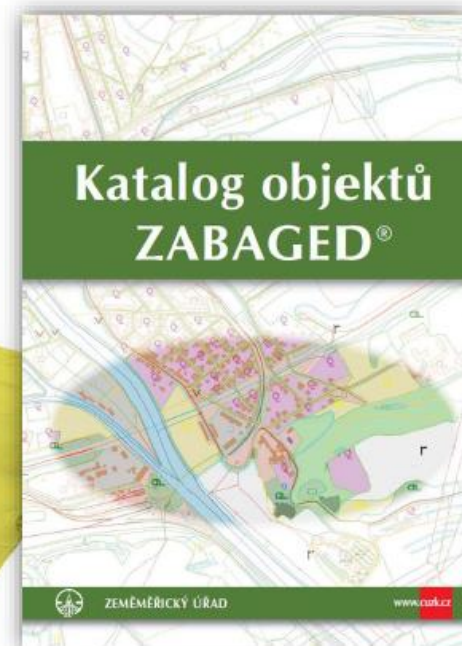 Katalog objektů
ZABAGED®
r
r
r
ZEMĚMĚŘICKÝ ÚŘAD
www.cuzk.cz